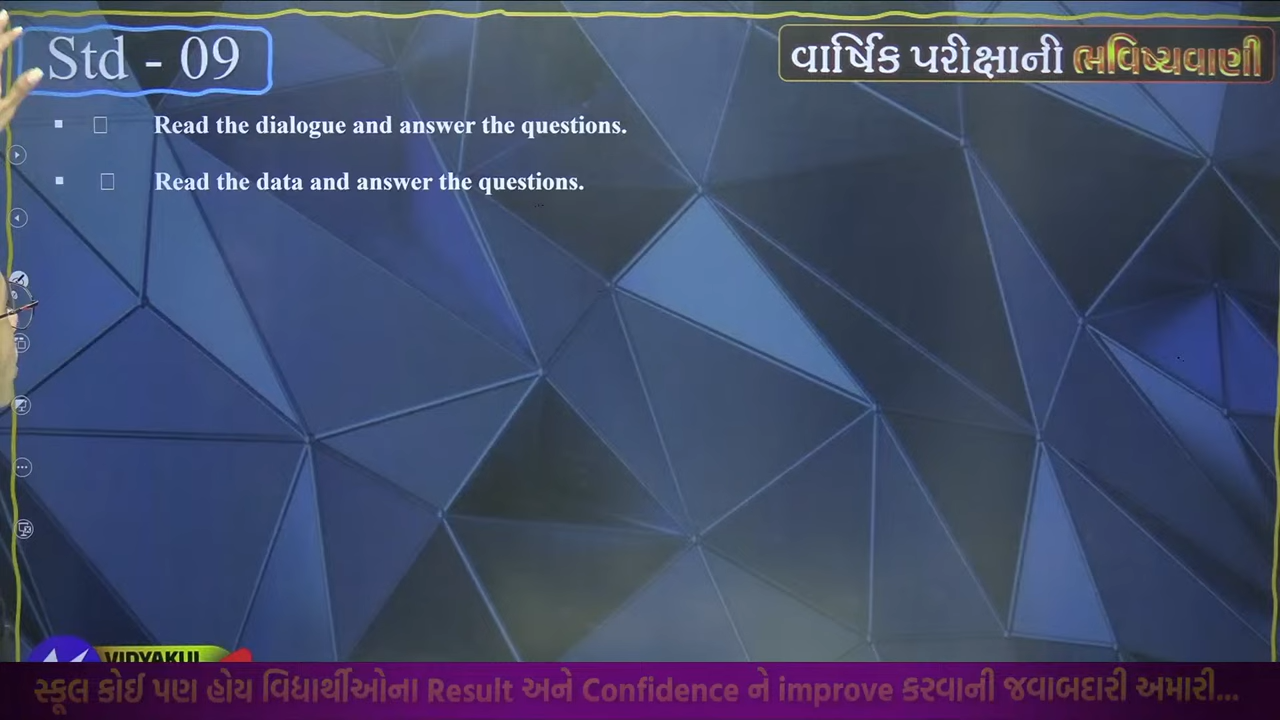 Std - 09
વાર્ષિક પરીક્ષાની ભવિષ્યવાણી
Read the dialogue and answer the questions.
Read the data and answer the questions.
VIDYAKUL
સ્કૂલ કોઈ પણ હોય વિદ્યાર્થીઓના Result અને Confidence ને improve કરવાની જવાબદારી અમારી...